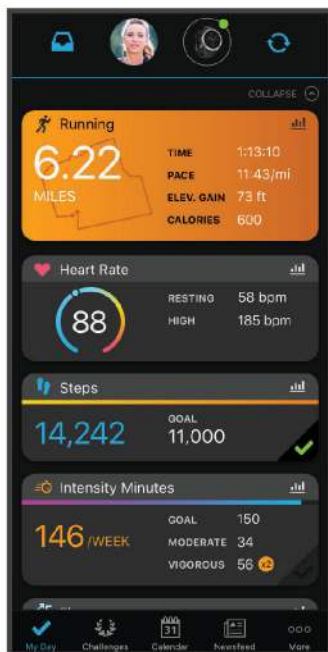 COLLAPSE
Running
6.22
MILES
TIME 1:13:10
PACE 11:43/mi
ELEV. GAIN 73 ft
CALORIES 600
Heart Rate
88
RESTING 58 bpm
HIGH 185 bpm
Steps
14,242
GOAL
11,000
Intensity Minutes
146 /WEEK
GOAL 150
MODERATE 34
VIGOROUS 56 x2
My Day
Challenges
31
Calendar
Newsfeed
More